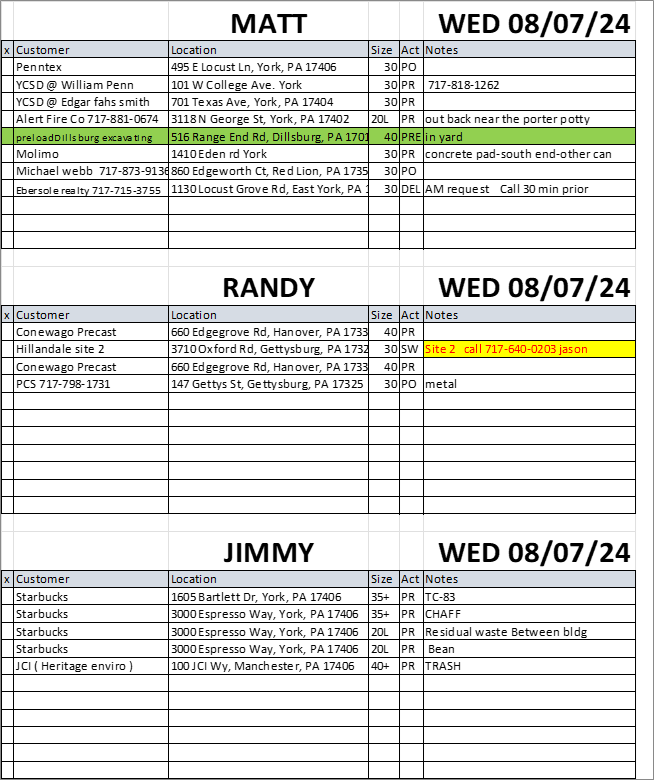 MATT WED 08/07/24
x Customer Location Size Act Notes
Penntex 495 E Locust Ln, York, PA 17406 30 PO
YCSD @ William Penn 101 W College Ave. York 30 PR 717-818-1262
YCSD @ Edgar fahs smith 701 Texas Ave, York, PA 17404 30 PR
Alert Fire Co 717-881-0674 3118 N George St, York, PA 17402 20L PR out back near the porter potty
preload Dillsburg excavating 516 Range End Rd, Dillsburg, PA 1701 40 PRE in yard
Molimo 1410 Eden rd York 30 PR concrete pad-south end-other can
Michael webb 717-873-9136 860 Edgeworth Ct, Red Lion, PA 1735 30 PO
Ebersole realty 717-715-3755 1130 Locust Grove Rd, East York, PA 1 30 DEL AM request Call 30 min prior
RANDY WED 08/07/24
x Customer Location Size Act Notes
Conewago Precast 660 Edgegrove Rd, Hanover, PA 1733 40 PR
Hillandale site 2 3710 Oxford Rd, Gettysburg, PA 1732 30 SW Site 2 call 717-640-0203 jason
Conewago Precast 660 Edgegrove Rd, Hanover, PA 1733 40 PR
PCS 717-798-1731 147 Gettys St, Gettysburg, PA 17325 30 PO metal
JIMMY WED 08/07/24
x Customer Location Size Act Notes
Starbucks 1605 Bartlett Dr, York, PA 17406 35+ PR TC-83
Starbucks 3000 Espresso Way, York, PA 17406 35+ PR CHAFF
Starbucks 3000 Espresso Way, York, PA 17406 20L PR Residual waste Between bldg
Starbucks 3000 Espresso Way, York, PA 17406 20L PR Bean
JCI ( Heritage enviro ) 100 JCI Wy, Manchester, PA 17406 40+ PR TRASH